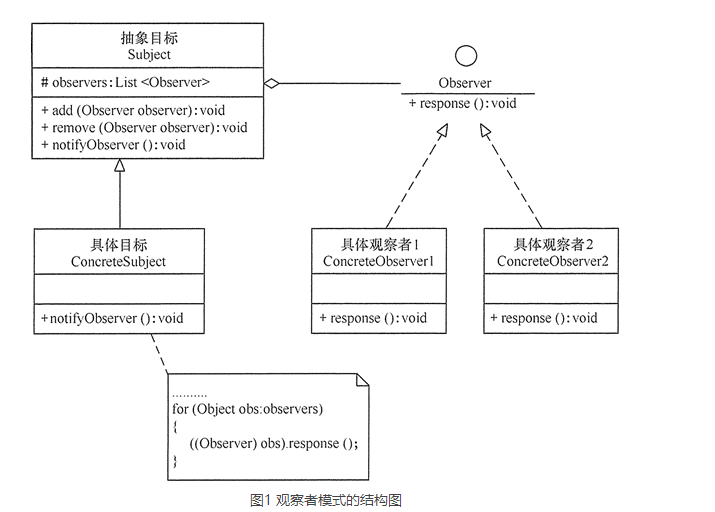 抽象目标
Subject
# observers:List <Observer>
+ add (Observer observer):void
+ remove (Observer observer):void
+ notifyObserver ():void
Observer
+ response ():void
具体目标
ConcreteSubject
+notifyObserver ():void
具体观察者1
ConcreteObserver1
+ response ():void
具体观察者2
ConcreteObserver2
+ response ():void
..........
for (Object obs:observers)
{
((Observer) obs).response ();
}
图1 观察者模式的结构图